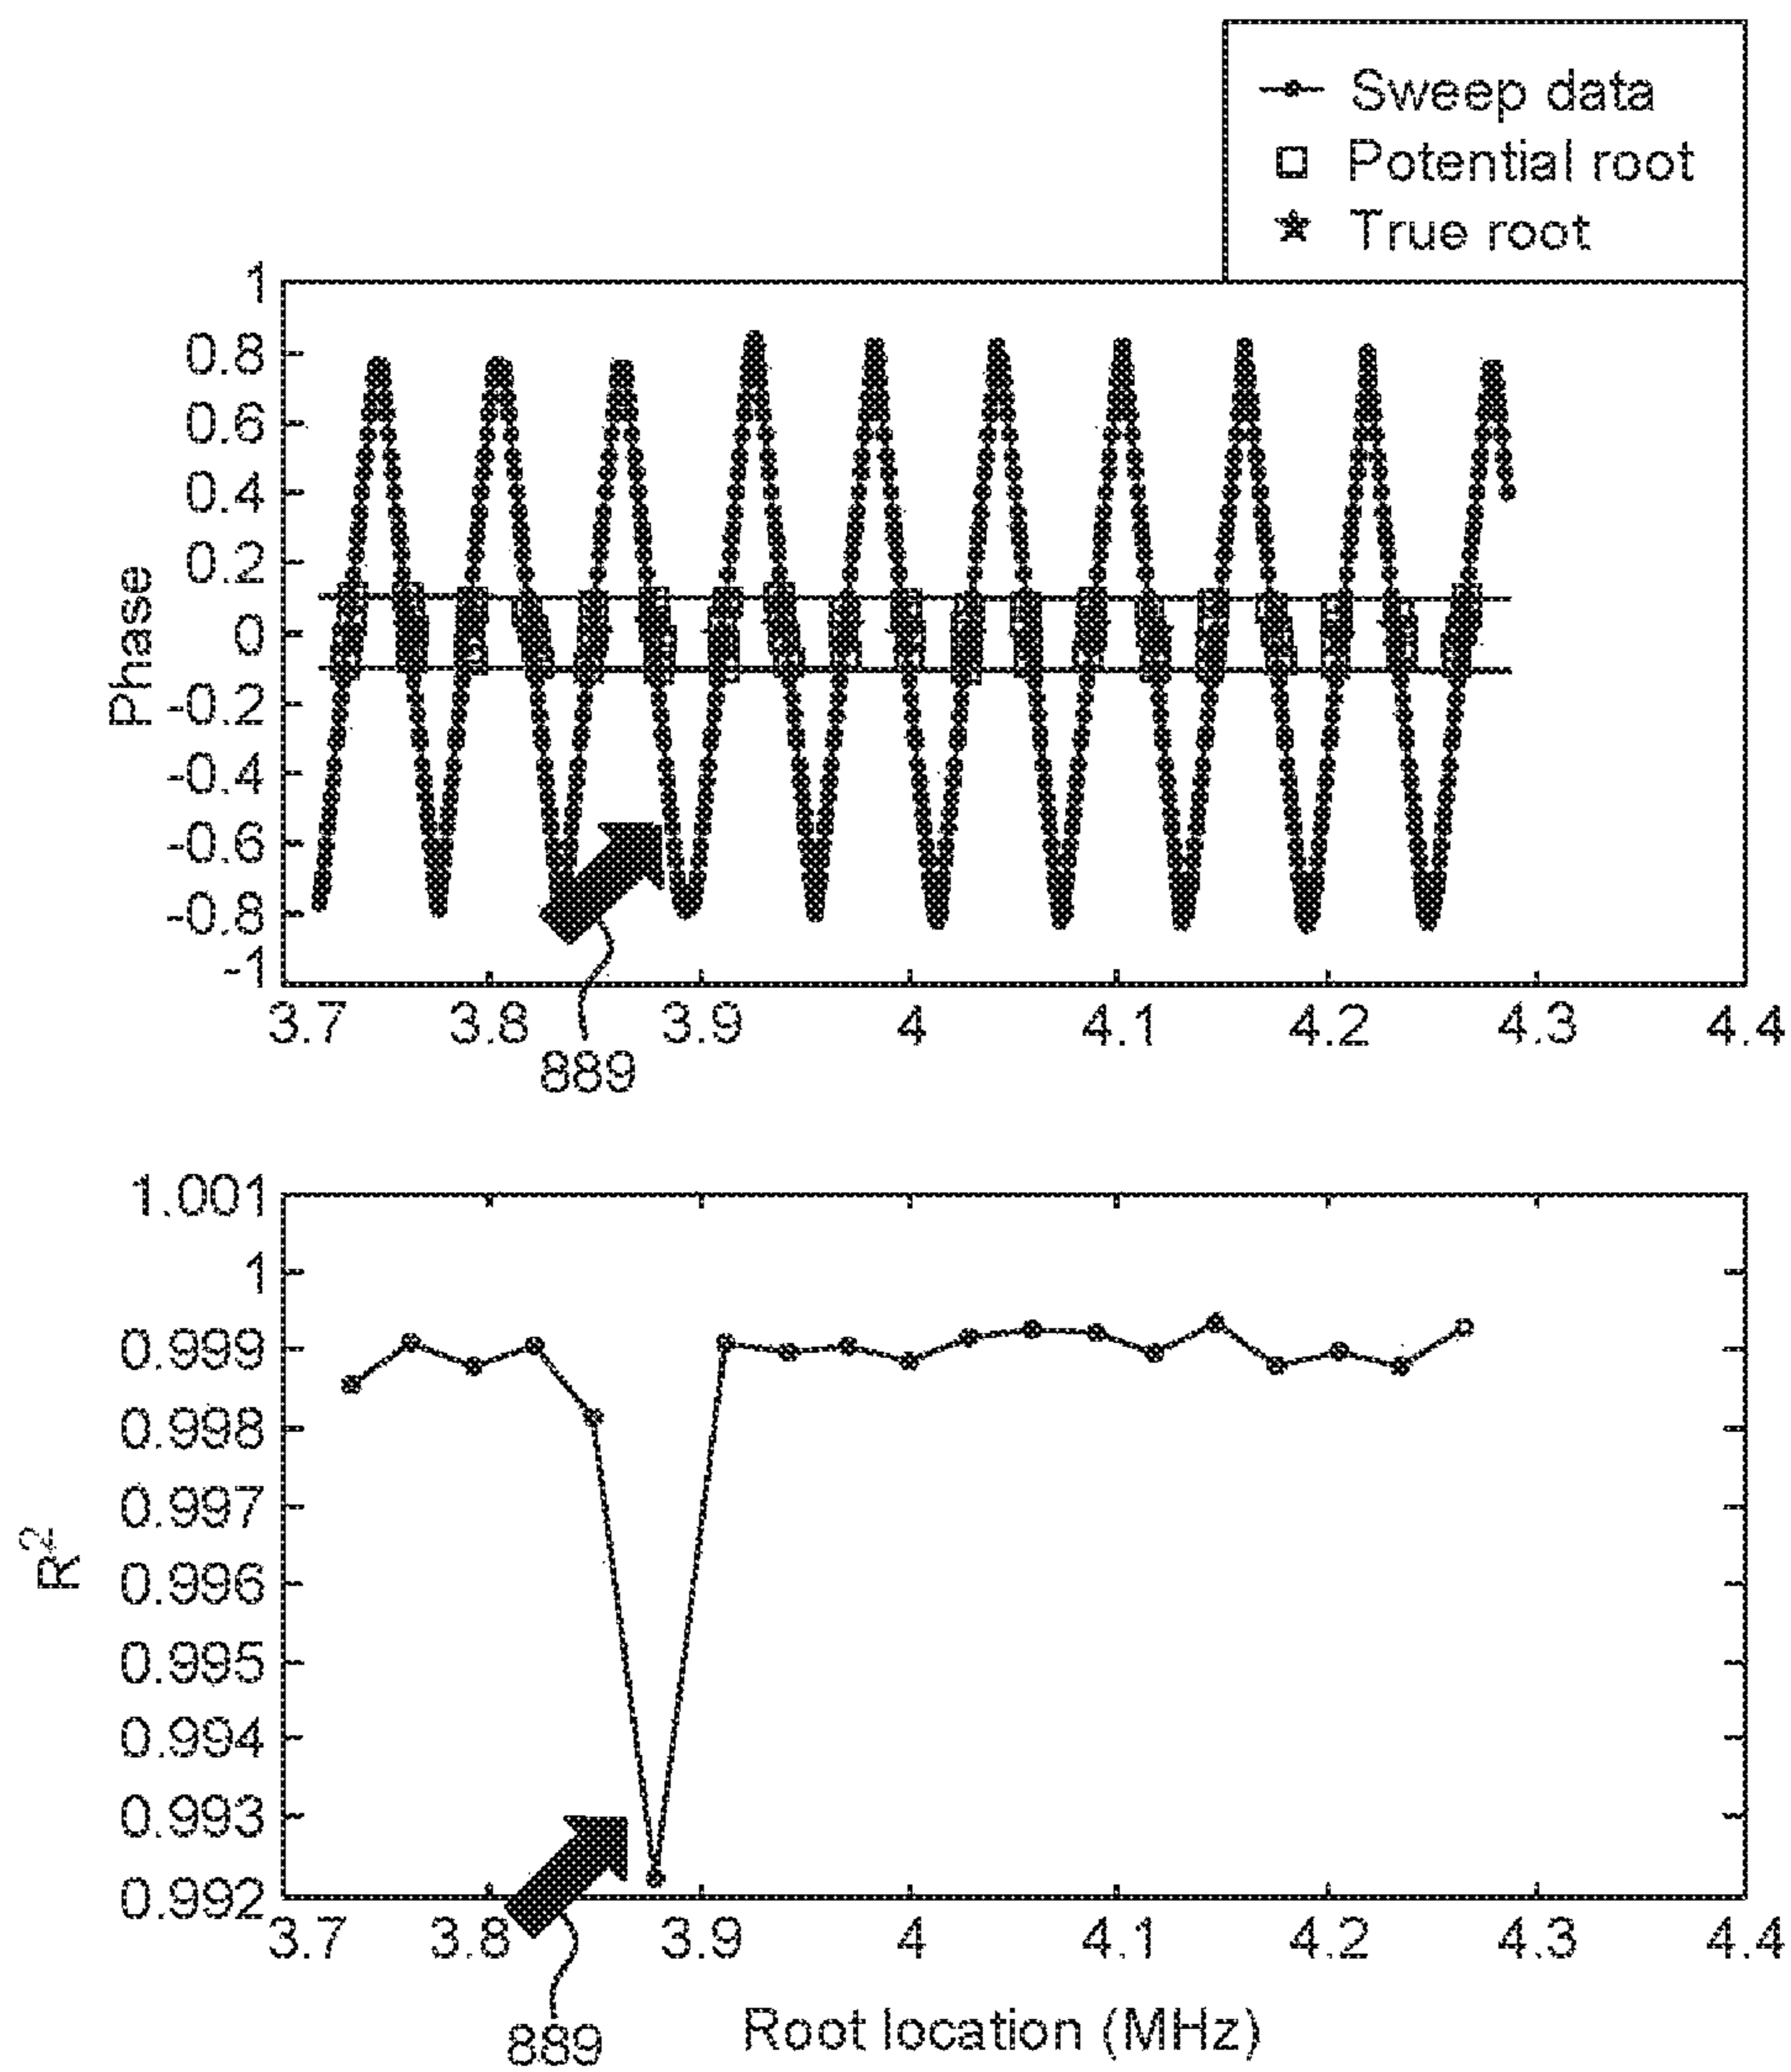 Sweep data
Potential root
True root
1
0.8
0.6
0.4
0.2
0
-0.2
-0.4
-0.6
-0.8
-1
Phase
3.7 3.8 3.9 4 4.1 4.2 4.3 4.4
889
1.001
1
0.999
0.998
0.997
0.996
0.995
0.994
0.993
0.992
R²
3.7 3.8 3.9 4 4.1 4.2 4.3 4.4
889
Root location (MHz)